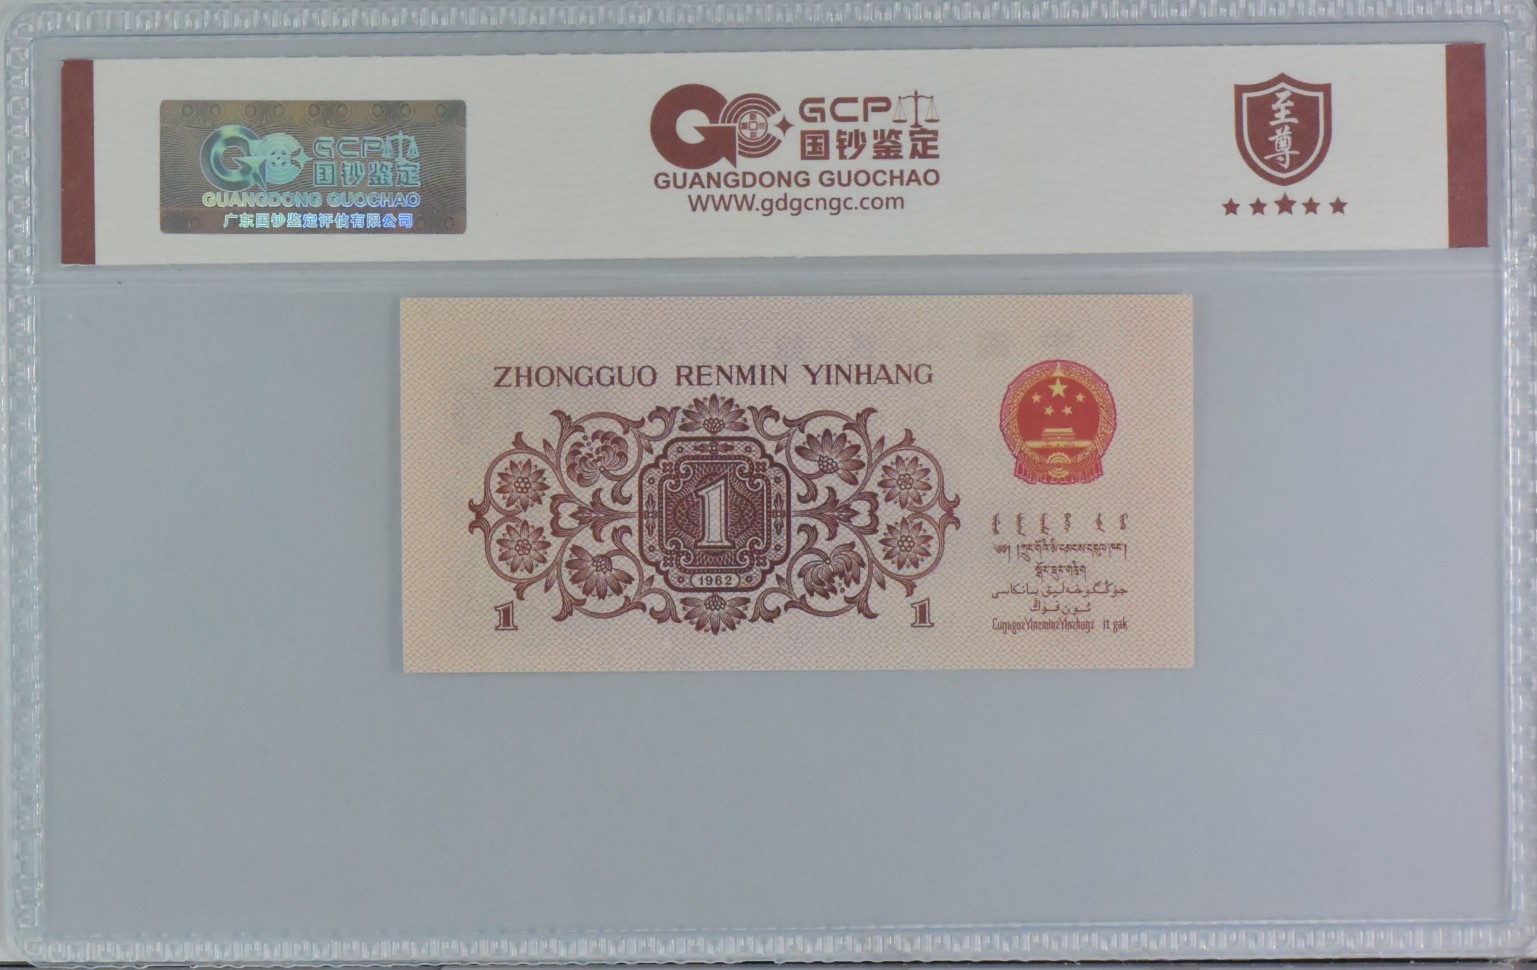 GCP
国钞鉴定
GUANGDONG GUOCHAO
广东国钞鉴定评估有限公司
GCP
国钞鉴定
GUANGDONG GUOCHAO
WWW.gdgcngc.com
至尊
ZHONGGUO RENMIN YINHANG
1
1962
1
1
جۇڭگوخەلىق بانكاسى